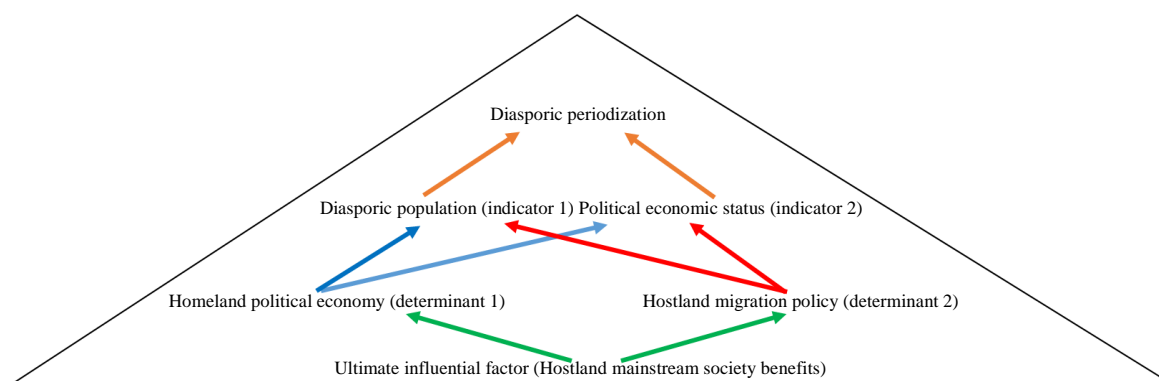 Diasporic periodization
Diasporic population (indicator 1) Political economic status (indicator 2)
Homeland political economy (determinant 1)
Hostland migration policy (determinant 2)
Ultimate influential factor (Hostland mainstream society benefits)